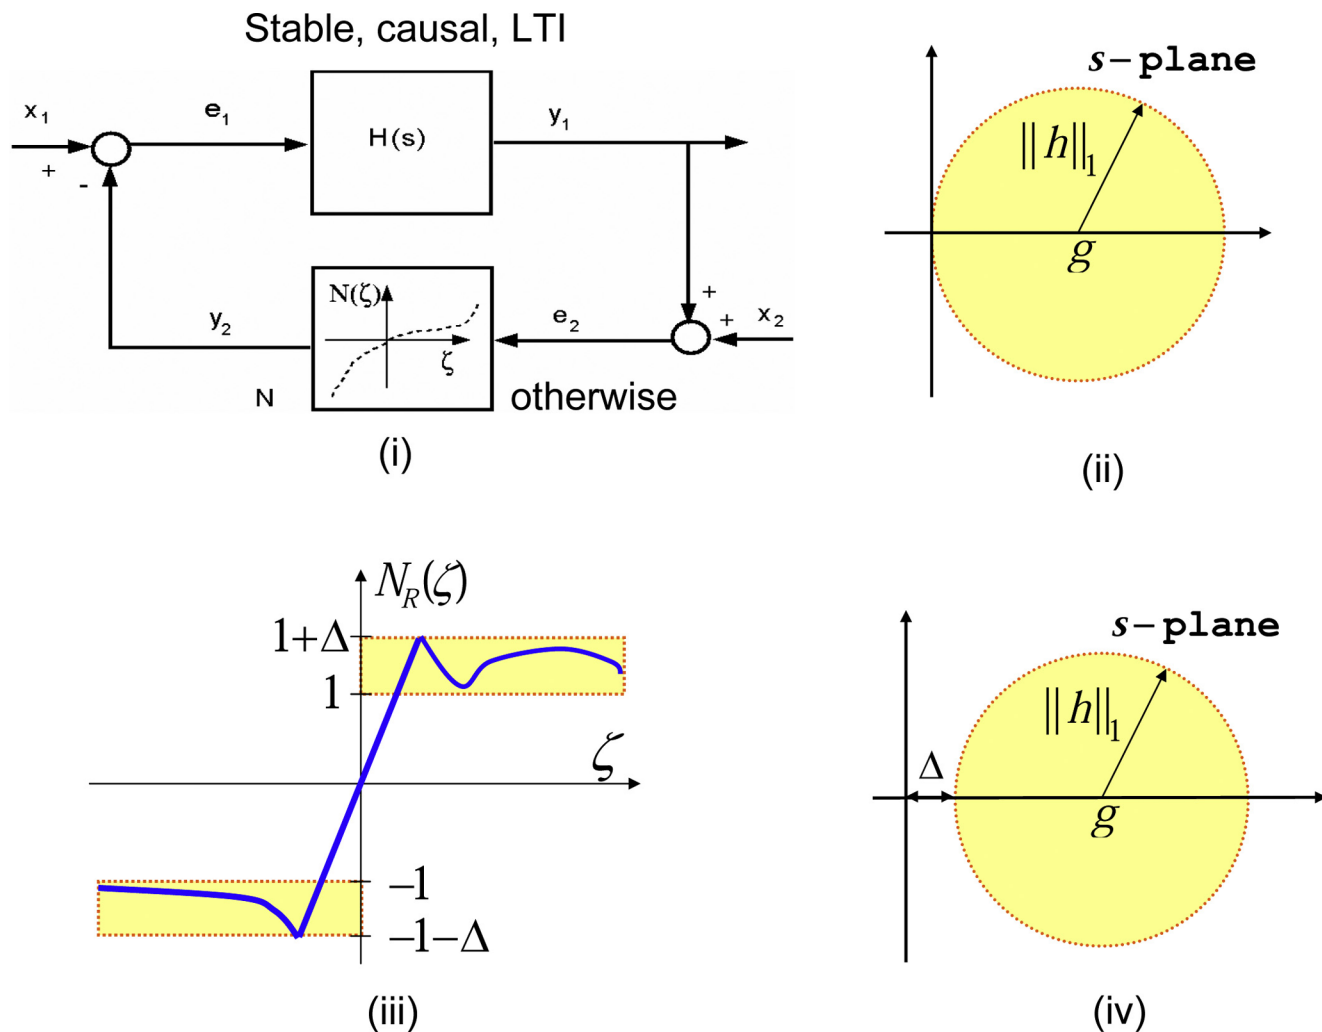 Stable, causal, LTI
x1
+
-
e1
H(s)
y1
N(ζ)
ζ
y2
e2
+
+
x2
N
otherwise
(i)
s-plane
||h||1
g
(ii)
NR(ζ)
1+Δ
1
ζ
-1
-1-Δ
(iii)
s-plane
||h||1
Δ
g
(iv)